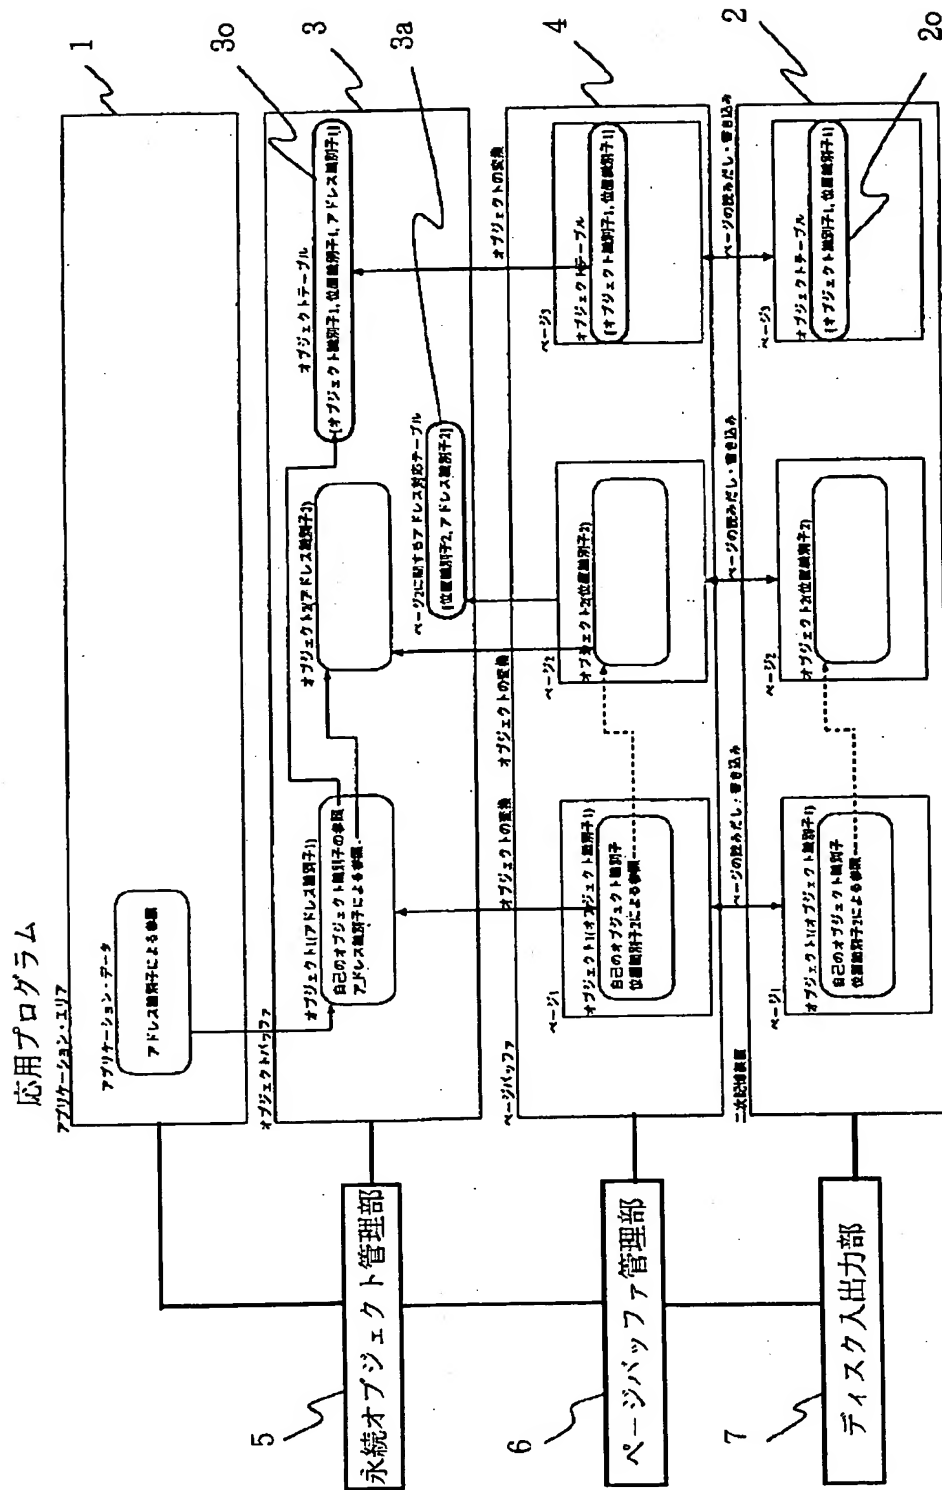 応用プログラム
アプリケーション・エリア
1
アプリケーション・データ
アドレス識別子による参照
オブジェクトバッファ
3o
3
3a
オブジェクト1(アドレス識別子1)
自己のオブジェクト識別子の参照
アドレス識別子による参照
オブジェクト2(アドレス識別子2)
オブジェクトテーブル
[オブジェクト識別子1, 位置識別子1, アドレス識別子1]
ページ2に関するアドレス対応テーブル
[位置識別子2, アドレス識別子2]
オブジェクトの変換
オブジェクトの変換
オブジェクトの変換
ページバッファ
4
ページ1
オブジェクト1(オブジェクト識別子1)
自己のオブジェクト識別子
位置識別子2による参照
ページ2
オブジェクト2(位置識別子2)
ページ3
オブジェクトテーブル
[オブジェクト識別子1, 位置識別子1]
ページの読みだし・書き込み
ページの読みだし・書き込み
ページの読みだし・書き込み
二次記憶装置
2
ページ1
オブジェクト1(オブジェクト識別子1)
自己のオブジェクト識別子
位置識別子2による参照
ページ2
オブジェクト2(位置識別子2)
ページ3
オブジェクトテーブル
[オブジェクト識別子1, 位置識別子1]
2o
5
永続オブジェクト管理部
6
ページバッファ管理部
7
ディスク入出力部